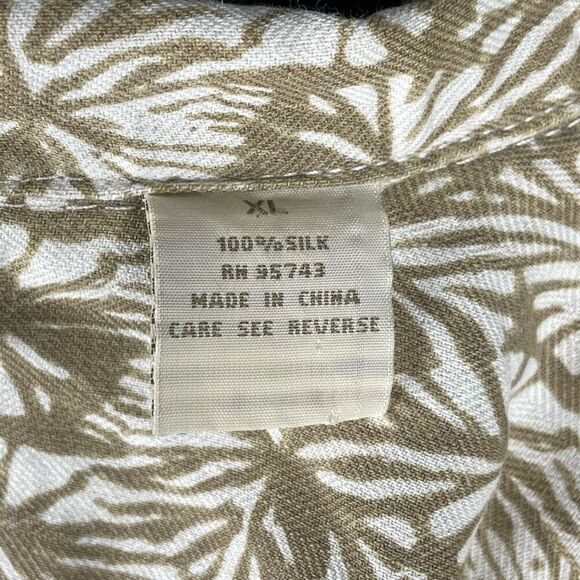 XL
100%SILK
RN 95743
MADE IN CHINA
CARE SEE REVERSE